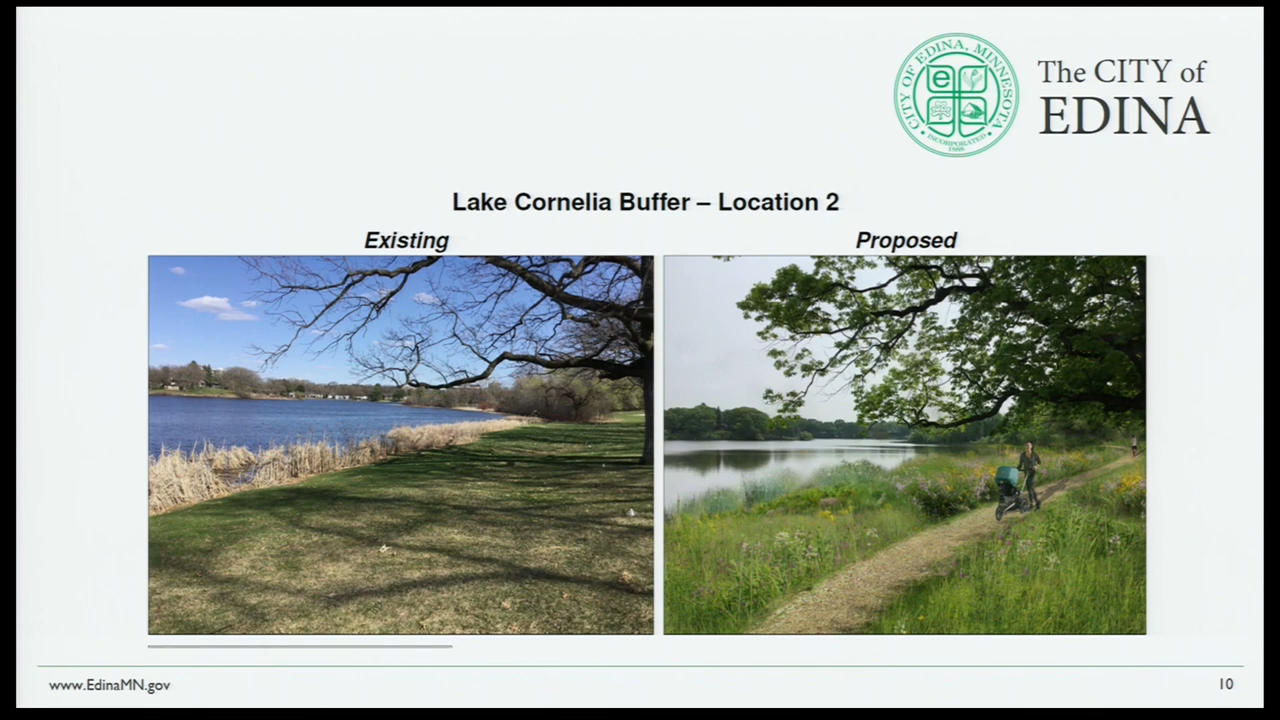 CITY OF EDINA, MINNESOTA
e
INCORPORATED
1888
The CITY of
EDINA
Lake Cornelia Buffer – Location 2
Existing
Proposed
www.EdinaMN.gov
10